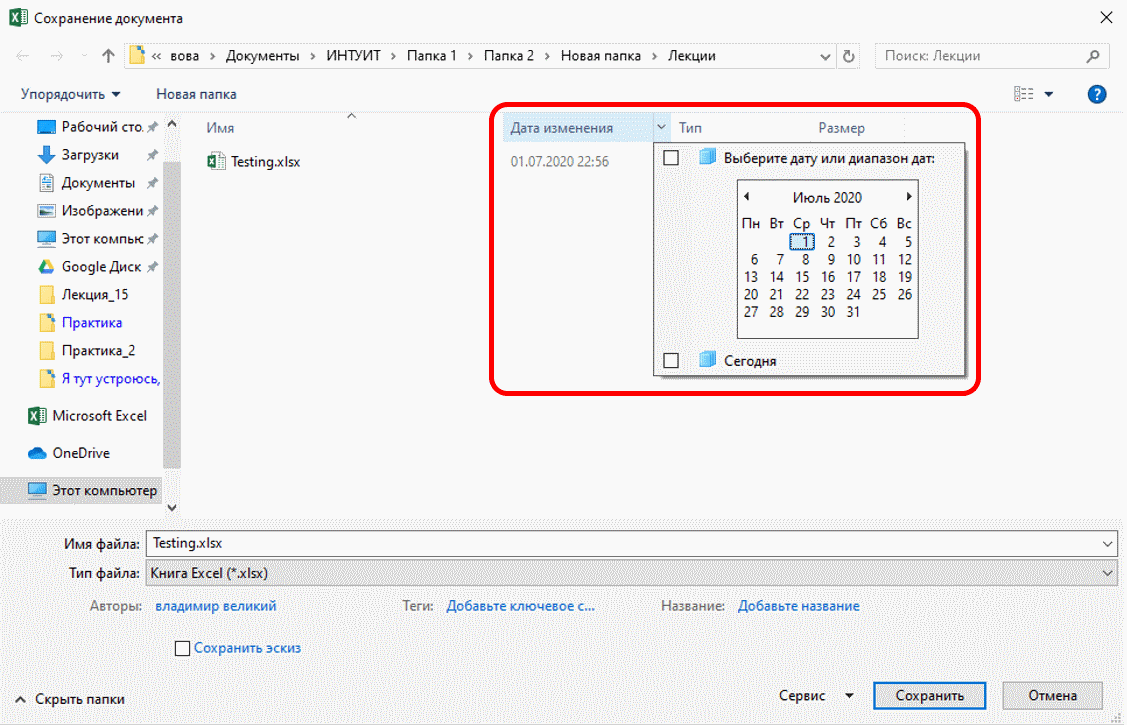 Сохранение документа
« вова › Документы › ИНТУИТ › Папка 1 › Папка 2 › Новая папка › Лекции
Поиск: Лекции
Упорядочить Новая папка
Рабочий сто.
Загрузки
Документы
Изображени
Этот компьюс
Google Диск
Лекция_15
Практика
Практика_2
Я тут устроюсь,
Microsoft Excel
OneDrive
Этот компьютер
Имя Дата изменения Тип Размер
Testing.xlsx 01.07.2020 22:56
Выберите дату или диапазон дат:
Июль 2020
Пн Вт Ср Чт Пт Сб Вс
1 2 3 4 5
6 7 8 9 10 11 12
13 14 15 16 17 18 19
20 21 22 23 24 25 26
27 28 29 30 31
Сегодня
Имя файла: Testing.xlsx
Тип файла: Книга Excel (*.xlsx)
Авторы: владимир великий Теги: Добавьте ключевое с... Название: Добавьте название
Сохранить эскиз
Скрыть папки Сервис Сохранить Отмена